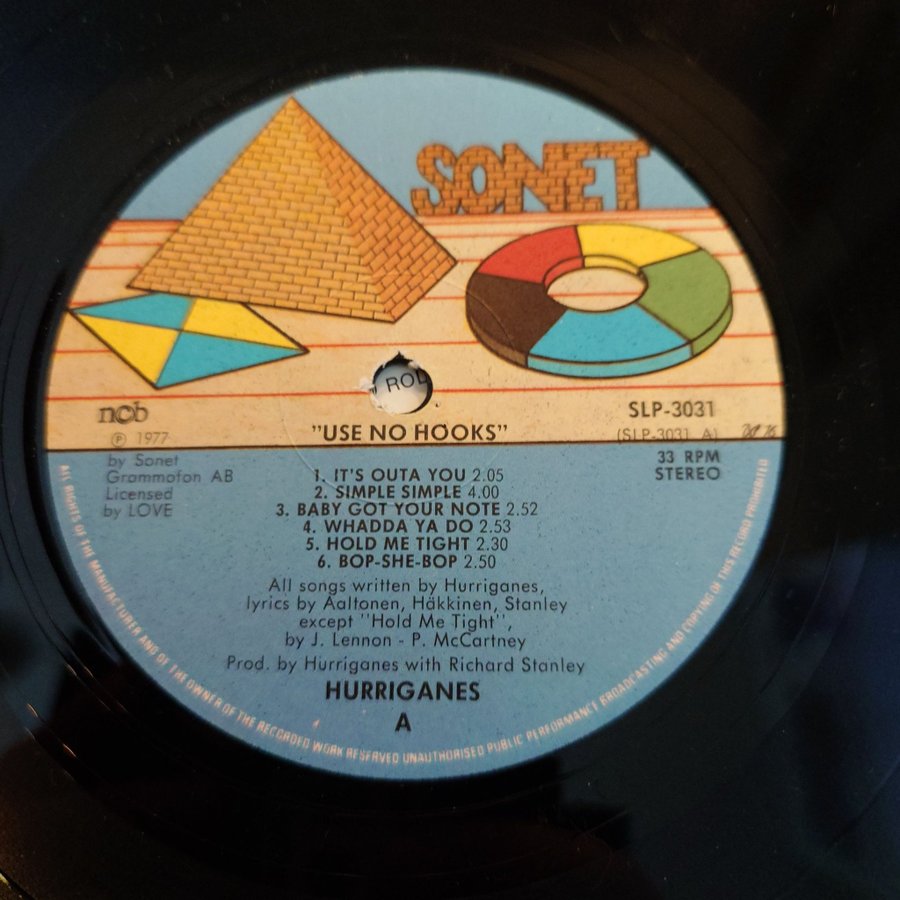 SONET
ROL
ncb
SLP-3031
℗ 1977
"USE NO HOOKS"
(SLP-3031 A)
by Sonet
Grammofon AB
Licensed
by LOVE
33 RPM
STEREO
1. IT'S OUTA YOU 2.05
2. SIMPLE SIMPLE 4.00
3. BABY GOT YOUR NOTE 2.52
4. WHADDA YA DO 2.53
5. HOLD ME TIGHT 2.30
6. BOP-SHE-BOP 2.50
All songs written by Hurriganes,
lyrics by Aaltonen, Häkkinen, Stanley
except "Hold Me Tight",
by J. Lennon - P. McCartney
Prod. by Hurriganes with Richard Stanley
HURRIGANES
A
ALL RIGHTS OF THE MANUFACTURER AND OF THE OWNER OF THE RECORDED WORK RESERVED UNAUTHORISED PUBLIC PERFORMANCE BROADCASTING AND COPYING OF THIS RECORD PROHIBITED